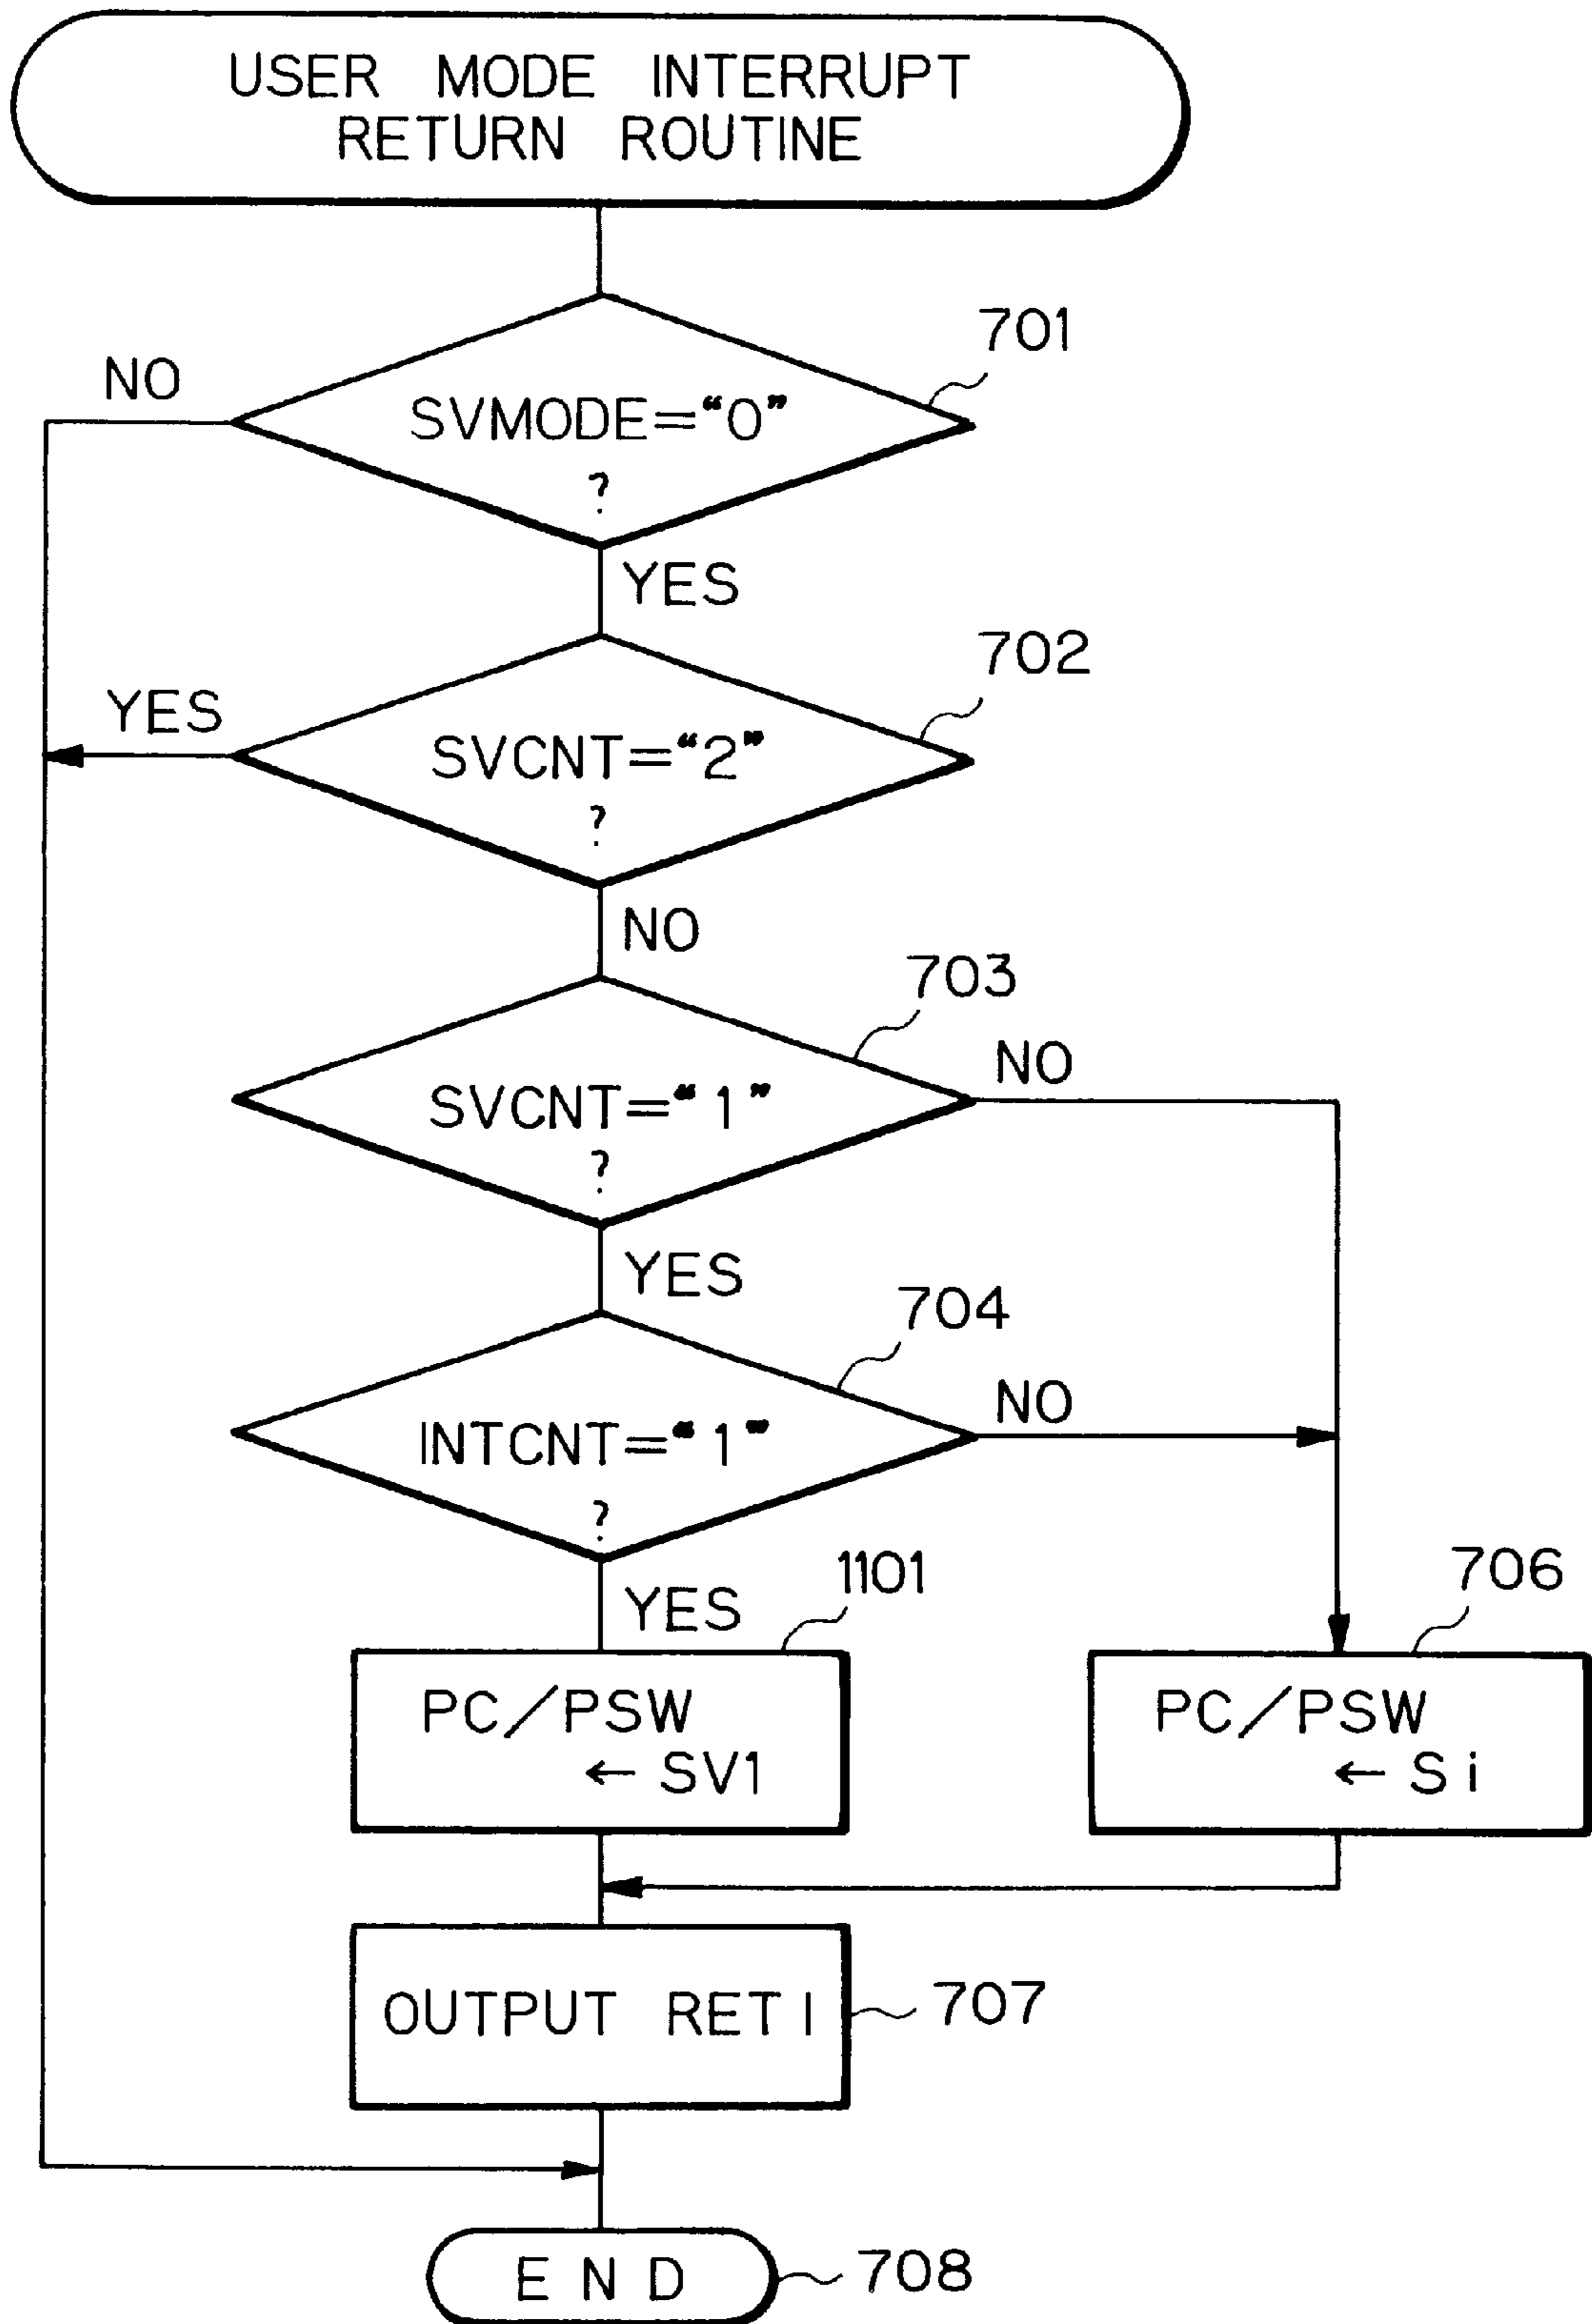 USER MODE INTERRUPT
RETURN ROUTINE
701
NO
SVMODE=“0”
?
YES
702
YES
SVCNT=“2”
?
NO
703
NO
SVCNT=“1”
?
YES
704
NO
INTCNT=“1”
?
YES
1101
706
PC/PSW
← SV1
PC/PSW
← Si
OUTPUT RETI
707
END
708